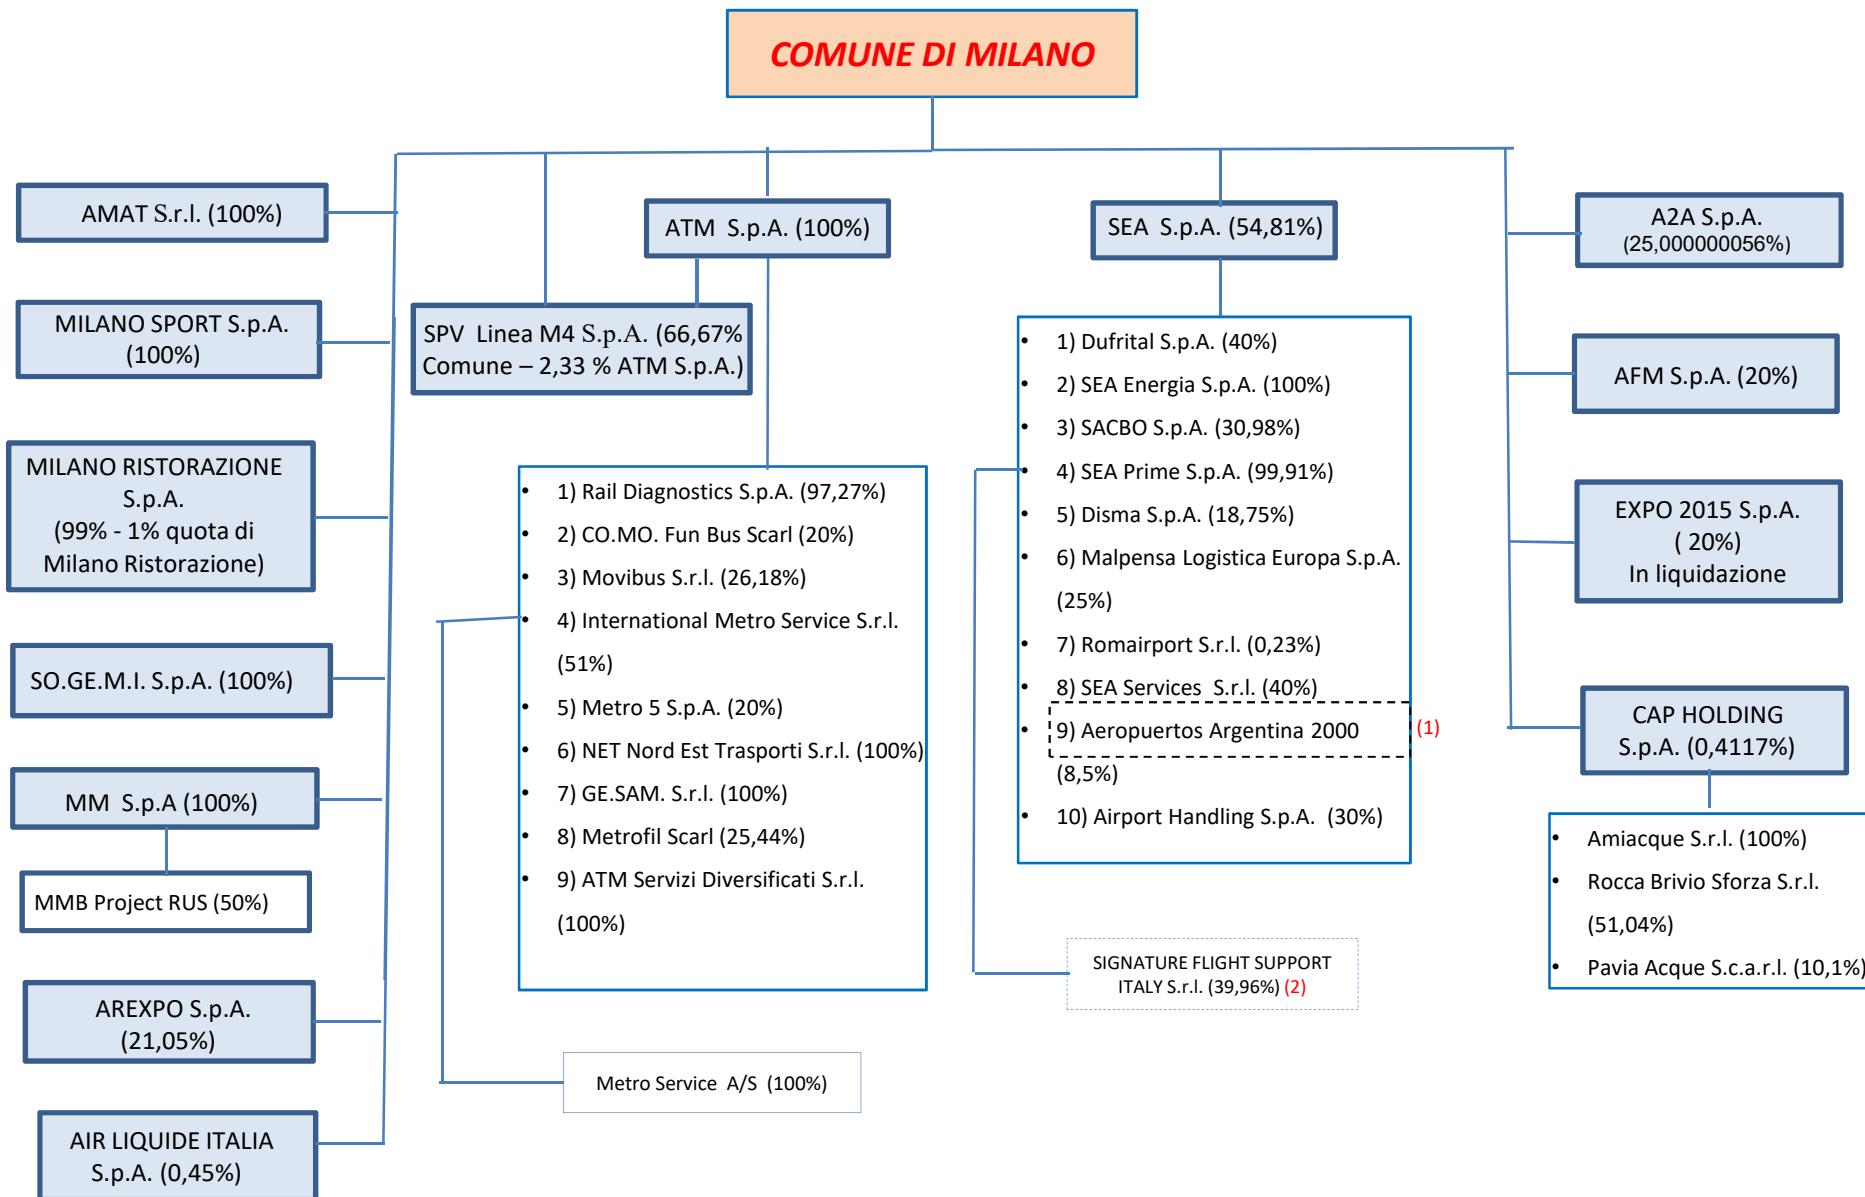 COMUNE DI MILANO
AMAT S.r.l. (100%)
MILANO SPORT S.p.A.
(100%)
MILANO RISTORAZIONE
S.p.A.
(99% - 1% quota di
Milano Ristorazione)
SO.GE.M.I. S.p.A. (100%)
MM S.p.A (100%)
MMB Project RUS (50%)
AREXPO S.p.A.
(21,05%)
AIR LIQUIDE ITALIA
S.p.A. (0,45%)
ATM S.p.A. (100%)
SPV Linea M4 S.p.A. (66,67%
Comune – 2,33 % ATM S.p.A.)
• 1) Rail Diagnostics S.p.A. (97,27%)
• 2) CO.MO. Fun Bus Scarl (20%)
• 3) Movibus S.r.l. (26,18%)
• 4) International Metro Service S.r.l.
(51%)
• 5) Metro 5 S.p.A. (20%)
• 6) NET Nord Est Trasporti S.r.l. (100%)
• 7) GE.SAM. S.r.l. (100%)
• 8) Metrofil Scarl (25,44%)
• 9) ATM Servizi Diversificati S.r.l.
(100%)
Metro Service A/S (100%)
SEA S.p.A. (54,81%)
• 1) Dufrital S.p.A. (40%)
• 2) SEA Energia S.p.A. (100%)
• 3) SACBO S.p.A. (30,98%)
• 4) SEA Prime S.p.A. (99,91%)
• 5) Disma S.p.A. (18,75%)
• 6) Malpensa Logistica Europa S.p.A.
(25%)
• 7) Romairport S.r.l. (0,23%)
• 8) SEA Services S.r.l. (40%)
• 9) Aeropuertos Argentina 2000 (1)
(8,5%)
• 10) Airport Handling S.p.A. (30%)
SIGNATURE FLIGHT SUPPORT
ITALY S.r.l. (39,96%) (2)
A2A S.p.A.
(25,000000056%)
AFM S.p.A. (20%)
EXPO 2015 S.p.A.
( 20%)
In liquidazione
CAP HOLDING
S.p.A. (0,4117%)
• Amiacque S.r.l. (100%)
• Rocca Brivio Sforza S.r.l.
(51,04%)
• Pavia Acque S.c.a.r.l. (10,1%)